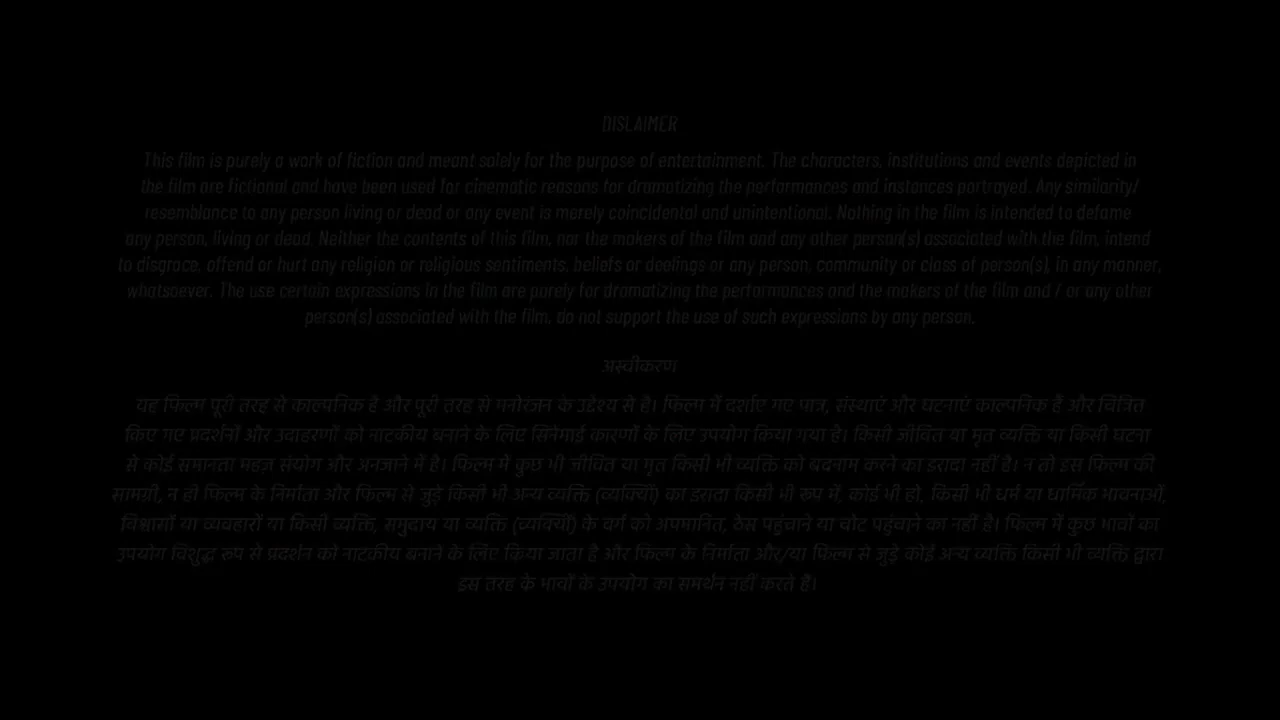 DISLAIMER
This film is purely a work of fiction and meant solely for the purpose of entertainment. The characters, institutions and events depicted in
the film are fictional and have been used for cinematic reasons for dramatizing the performances and instances portrayed. Any similarity/
resemblance to any person living or dead or any event is merely coincidental and unintentional. Nothing in the film is intended to defame
any person, living or dead. Neither the contents of this film, nor the makers of the film and any other person(s) associated with the film, intend
to disgrace, offend or hurt any religion or religious sentiments, beliefs or deelings or any person, community or class of person(s), in any manner,
whatsoever. The use certain expressions in the film are purely for dramatizing the performances and the makers of the film and / or any other
person(s) associated with the film, do not support the use of such expressions by any person.
अस्वीकरण
यह फिल्म पूरी तरह से काल्पनिक है और पूरी तरह से मनोरंजन के उद्देश्य से है। फिल्म में दर्शाए गए पात्र, संस्थाएं और घटनाएं काल्पनिक हैं और चित्रित
किए गए प्रदर्शनों और उदाहरणों को नाटकीय बनाने के लिए सिनेमाई कारणों के लिए उपयोग किया गया है। किसी जीवित या मृत व्यक्ति या किसी घटना
से कोई समानता महज़ संयोग और अनजाने में है। फिल्म में कुछ भी जीवित या मृत किसी भी व्यक्ति को बदनाम करने का इरादा नहीं है। न तो इस फिल्म की
सामग्री, न ही फिल्म के निर्माता और फिल्म से जुड़े किसी भी अन्य व्यक्ति (व्यक्यिों) का इरादा किसी भी रूप में, कोई भी हो, किसी भी धर्म या धार्मिक भावनाओं,
विश्वासों या व्यवहारों या किसी व्यक्ति, समुदाय या व्यक्ति (व्यक्यिों) के वर्ग को अपमानित, ठेस पहुंचाने या चोट पहुंचाने का नहीं है। फिल्म में कुछ भावों का
उपयोग विशुद्ध रूप से प्रदर्शन को नाटकीय बनाने के लिए किया जाता है और फिल्म के निर्माता और/या फिल्म से जुड़े कोई अन्य व्यक्ति किसी भी व्यक्ति द्वारा
इस तरह के भावों के उपयोग का समर्थन नहीं करते हैं।